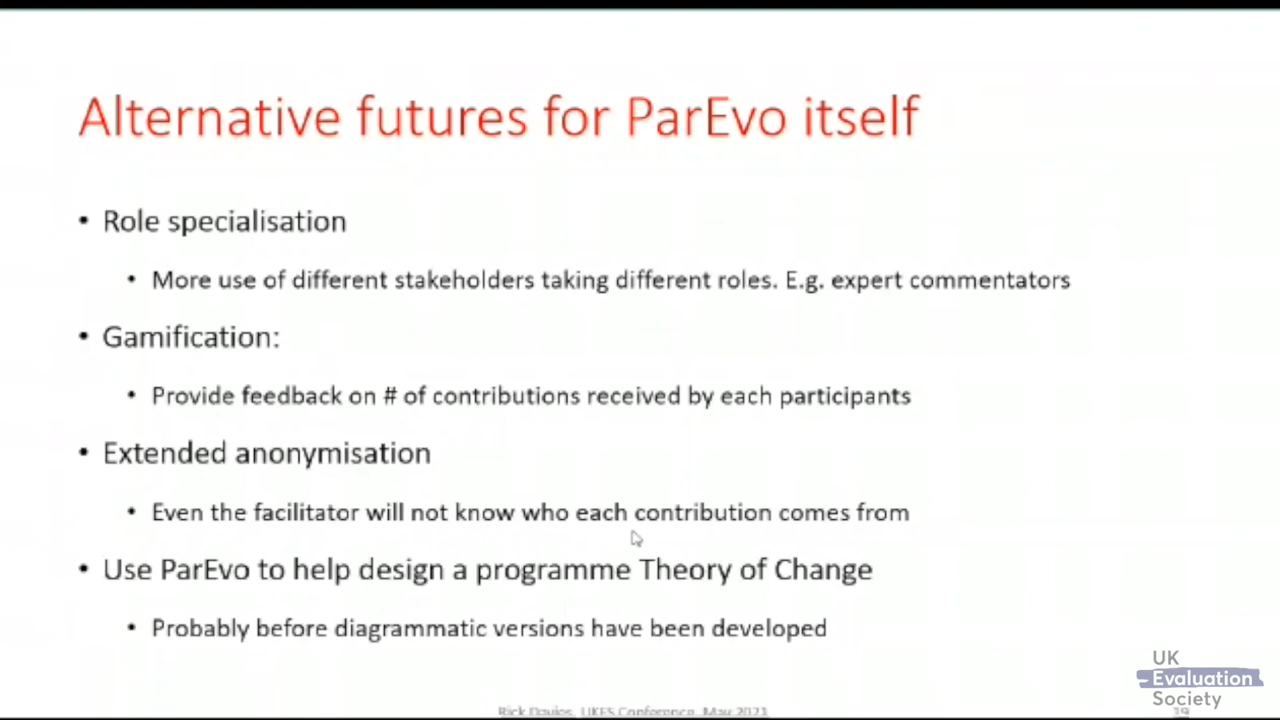 Alternative futures for ParEvo itself
• Role specialisation
• More use of different stakeholders taking different roles. E.g. expert commentators
• Gamification:
• Provide feedback on # of contributions received by each participants
• Extended anonymisation
• Even the facilitator will not know who each contribution comes from
• Use ParEvo to help design a programme Theory of Change
• Probably before diagrammatic versions have been developed
UK
Evaluation
Society
Rick Davies, UKES Conference, May 2021
19